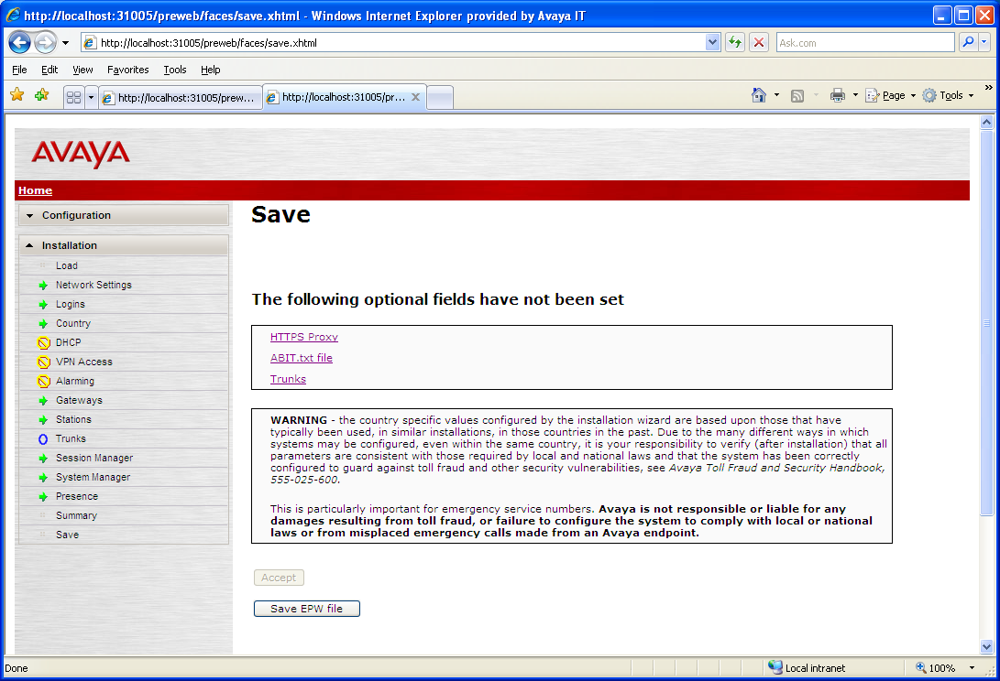 http://localhost:31005/preweb/faces/save.xhtml - Windows Internet Explorer provided by Avaya IT
http://localhost:31005/preweb/faces/save.xhtml
Ask.com
File Edit View Favorites Tools Help
http://localhost:31005/prew... http://localhost:31005/pr... Page Tools
AVAYA
Home
Configuration
Installation
Load
Network Settings
Logins
Country
DHCP
VPN Access
Alarming
Gateways
Stations
Trunks
Session Manager
System Manager
Presence
Summary
Save
Save
The following optional fields have not been set
HTTPS Proxy
ABIT.txt file
Trunks
WARNING - the country specific values configured by the installation wizard are based upon those that have
typically been used, in similar installations, in those countries in the past. Due to the many different ways in which
systems may be configured, even within the same country, it is your responsibility to verify (after installation) that all
parameters are consistent with those required by local and national laws and that the system has been correctly
configured to guard against toll fraud and other security vulnerabilities, see Avaya Toll Fraud and Security Handbook,
555-025-600.
This is particularly important for emergency service numbers. Avaya is not responsible or liable for any
damages resulting from toll fraud, or failure to configure the system to comply with local or national
laws or from misplaced emergency calls made from an Avaya endpoint.
Accept
Save EPW file
Done
Local intranet
100%